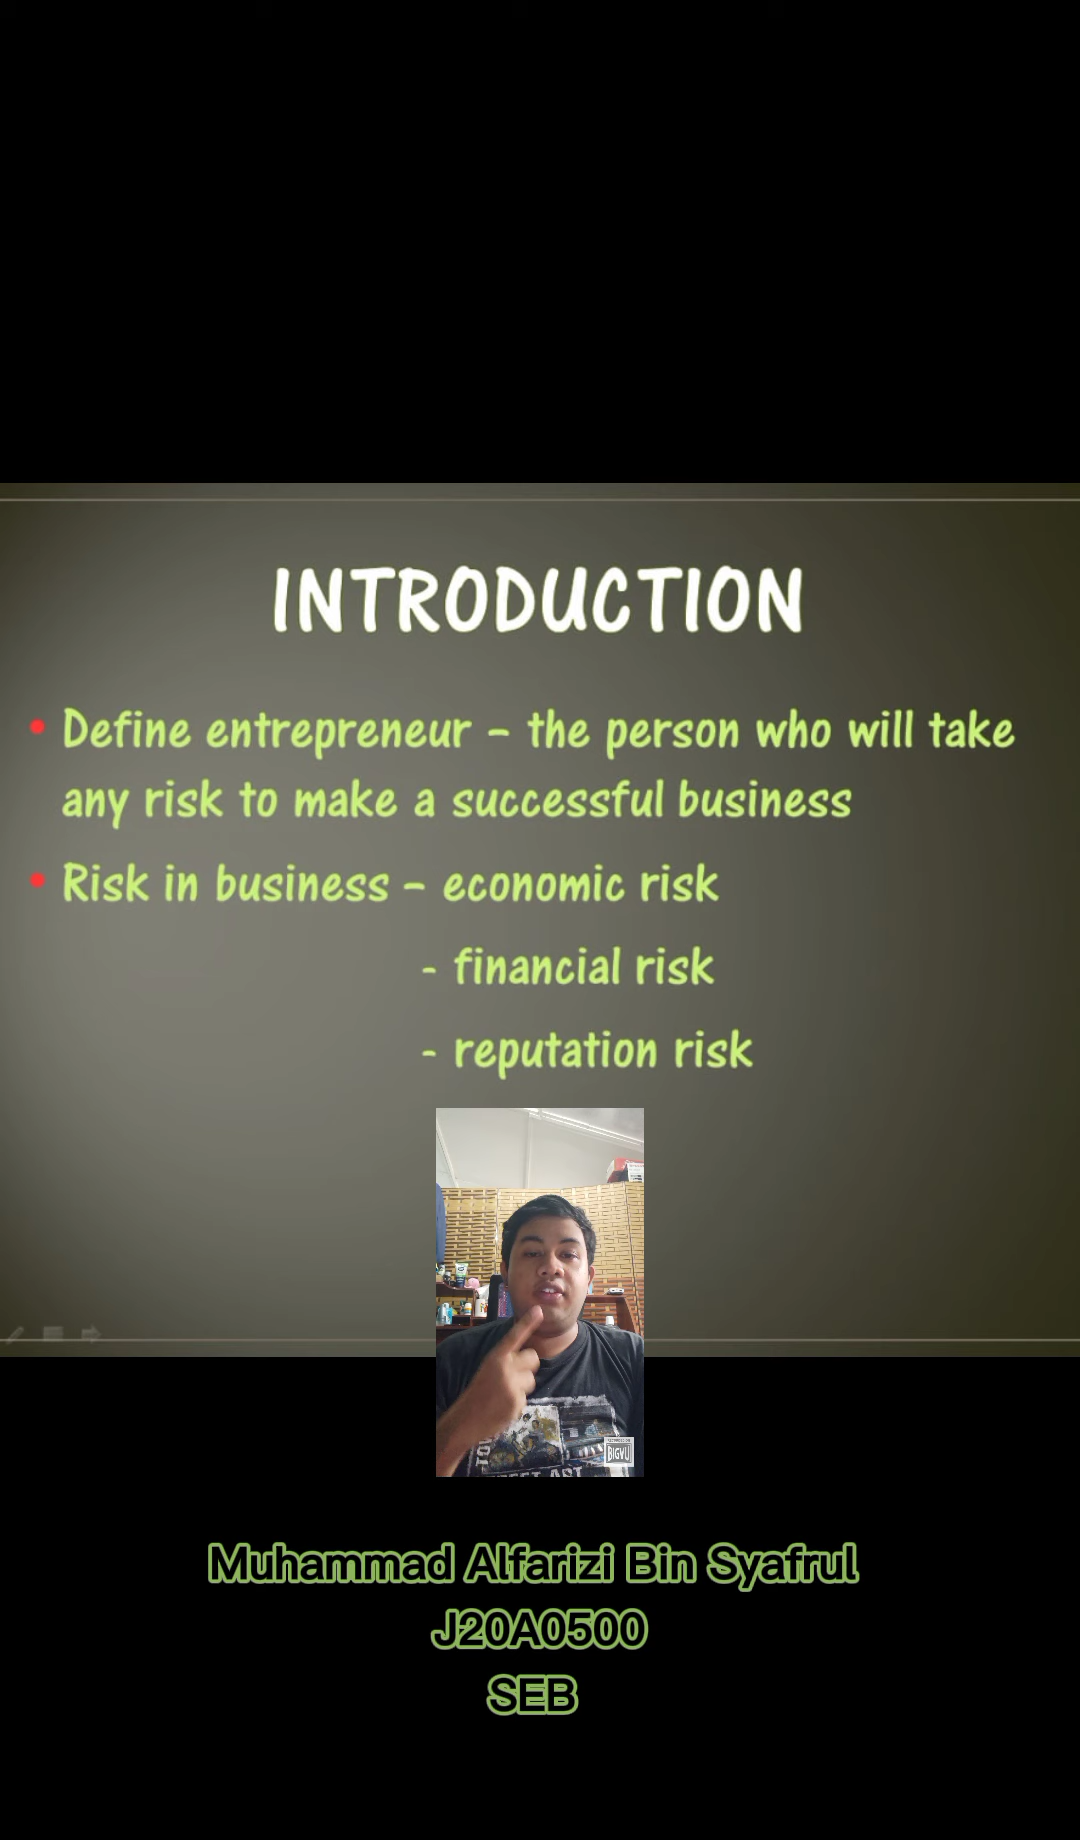 INTRODUCTION
• Define entrepreneur – the person who will take
any risk to make a successful business
• Risk in business – economic risk
- financial risk
- reputation risk
BIGVU
Muhammad Alfarizi Bin Syafrul
J20A0500
SEB